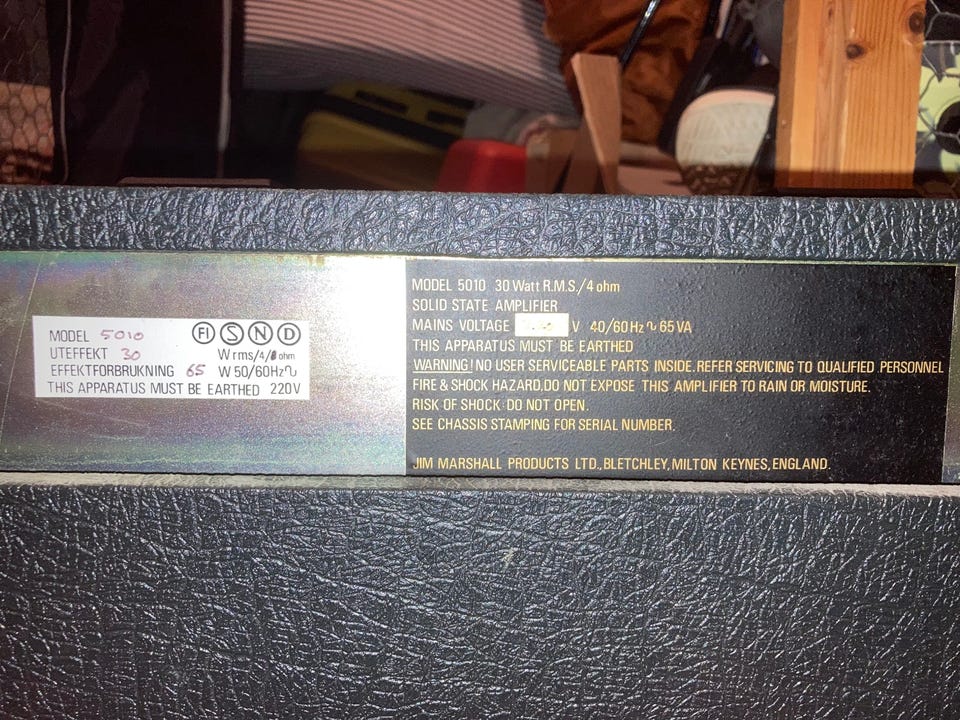 MODEL 5010 FI S N D
UTEFFEKT 30 W rms/4/8 ohm
EFFEKTFORBRUKNING 65 W 50/60Hz∿
THIS APPARATUS MUST BE EARTHED 220V
MODEL 5010 30 Watt R.M.S./4 ohm
SOLID STATE AMPLIFIER
MAINS VOLTAGE V 40/60Hz∿65VA
THIS APPARATUS MUST BE EARTHED
WARNING! NO USER SERVICEABLE PARTS INSIDE. REFER SERVICING TO QUALIFIED PERSONNEL
FIRE & SHOCK HAZARD.DO NOT EXPOSE THIS AMPLIFIER TO RAIN OR MOISTURE.
RISK OF SHOCK DO NOT OPEN.
SEE CHASSIS STAMPING FOR SERIAL NUMBER.
JIM MARSHALL PRODUCTS LTD., BLETCHLEY, MILTON KEYNES, ENGLAND.